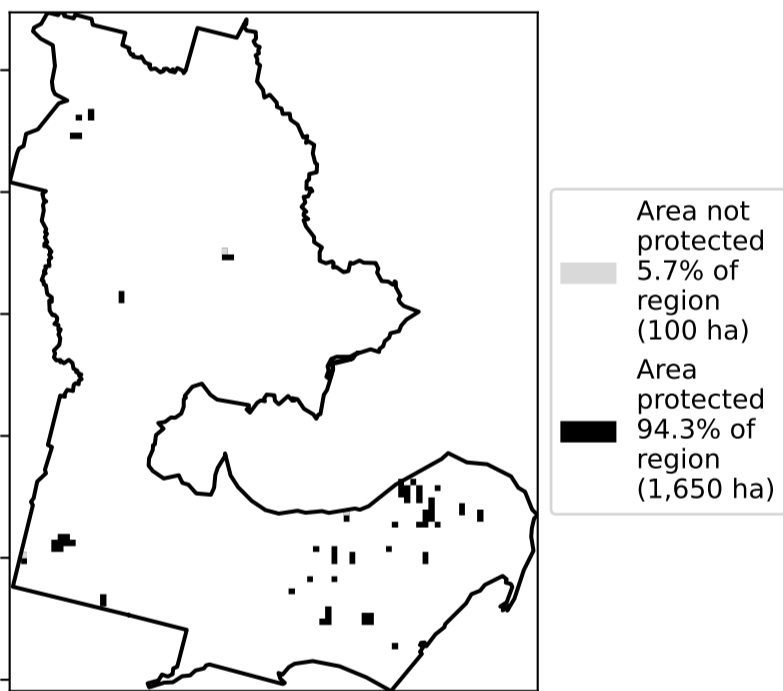 Area not
protected
5.7% of
region
(100 ha)
Area
protected
94.3% of
region
(1,650 ha)